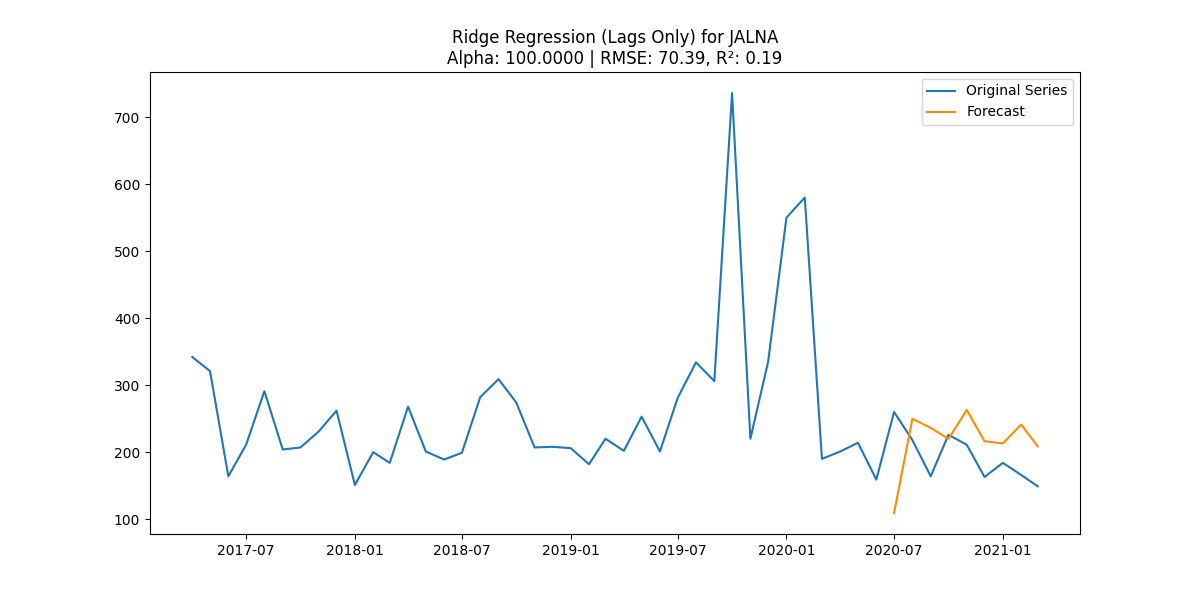 Ridge Regression (Lags Only) for JALNA
Alpha: 100.0000 | RMSE: 70.39, R²: 0.19
Original Series
Forecast
700
600
500
400
300
200
100
2017-07 2018-01 2018-07 2019-01 2019-07 2020-01 2020-07 2021-01